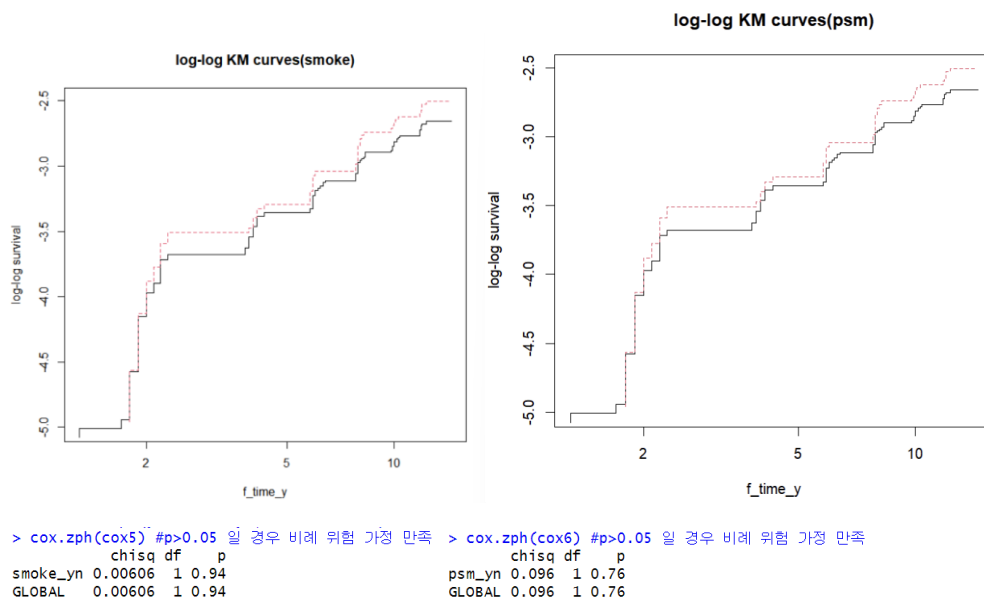 log-log KM curves(smoke)
-2.5
-3.0
-3.5
-4.0
-4.5
-5.0
log-log survival
2
5
10
f_time_y
log-log KM curves(psm)
-2.5
-3.0
-3.5
-4.0
-4.5
-5.0
log-log survival
2
5
10
f_time_y
> cox.zph(cox5) #p>0.05 일 경우 비례 위험 가정 만족
chisq df p
smoke_yn 0.00606 1 0.94
GLOBAL 0.00606 1 0.94
> cox.zph(cox6) #p>0.05 일 경우 비례 위험 가정 만족
chisq df p
psm_yn 0.096 1 0.76
GLOBAL 0.096 1 0.76